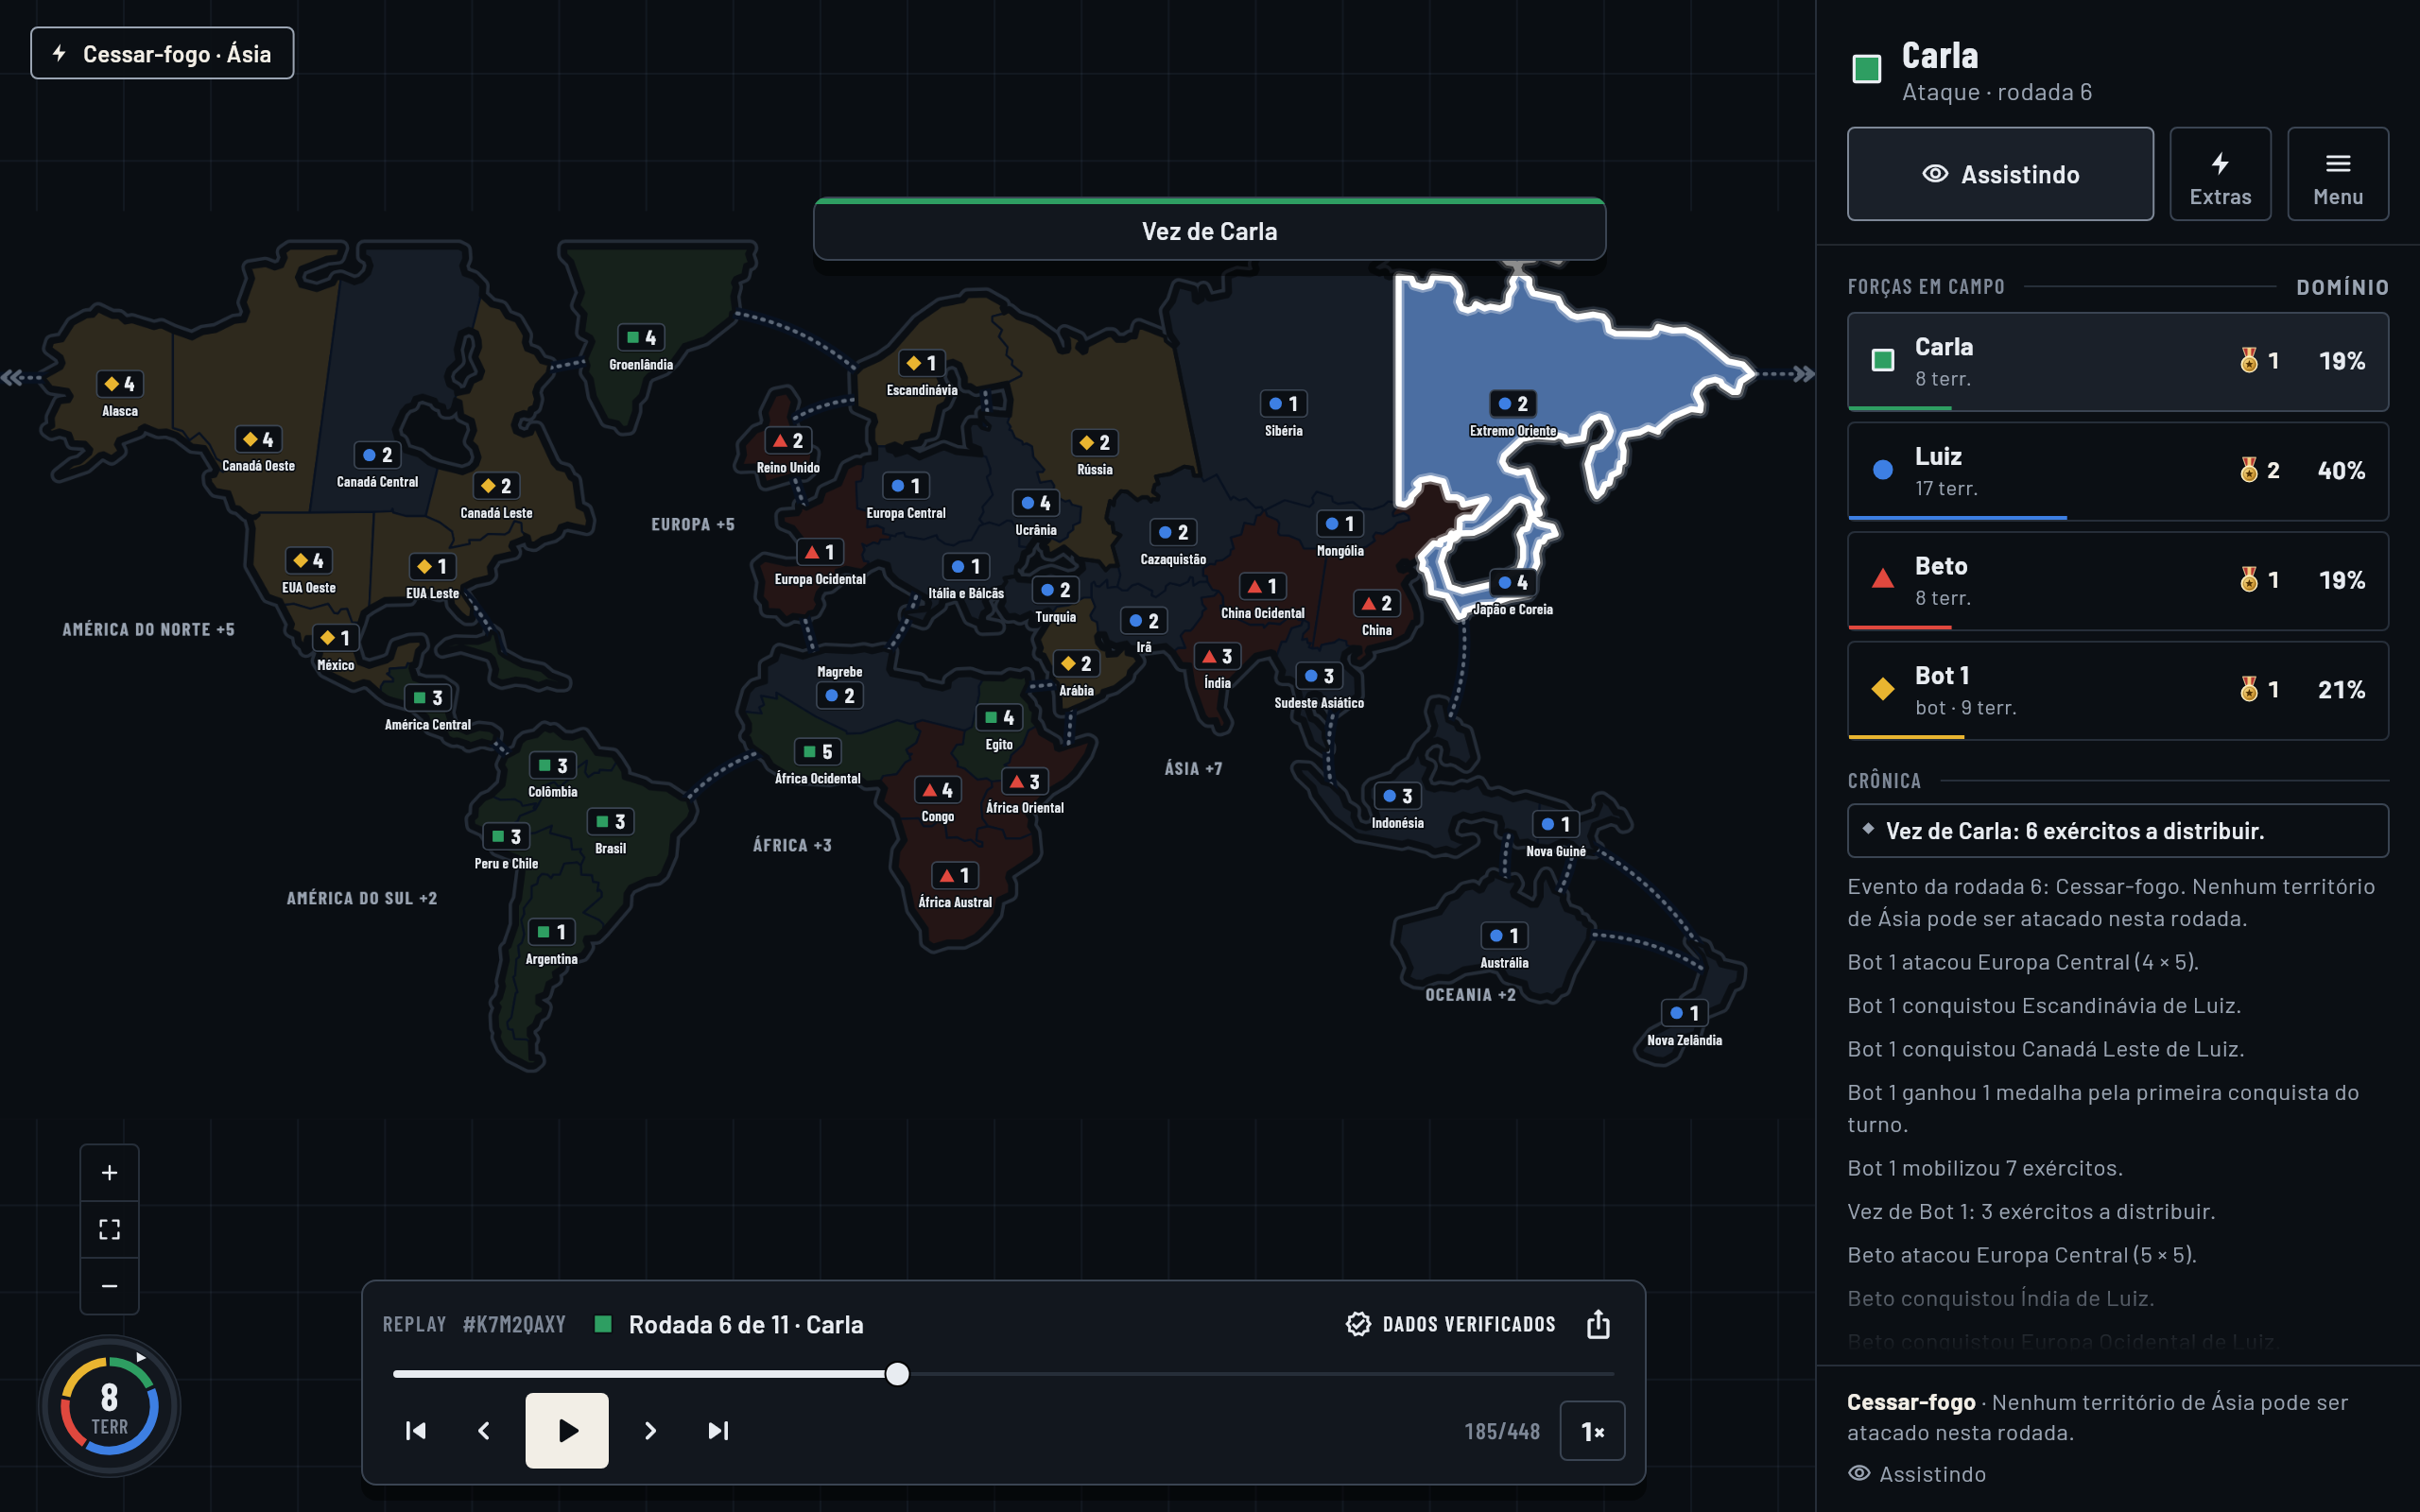 Cessar-fogo · Ásia
Vez de Carla
4
Alasca
4
Canadá Oeste
2
Canadá Central
2
Canadá Leste
4
Groenlândia
4
EUA Oeste
1
EUA Leste
1
México
3
América Central
AMÉRICA DO NORTE +5
3
Colômbia
3
Brasil
3
Peru e Chile
1
Argentina
AMÉRICA DO SUL +2
1
Escandinávia
2
Reino Unido
1
Europa Central
4
Ucrânia
2
Rússia
1
Europa Ocidental
1
Itália e Bálcãs
EUROPA +5
Magrebe
2
5
África Ocidental
4
Egito
4
Congo
3
África Oriental
1
África Austral
ÁFRICA +3
1
Sibéria
2
Extremo Oriente
2
Cazaquistão
1
Mongólia
2
Turquia
2
Irã
1
China Ocidental
2
China
4
Japão e Coreia
2
Arábia
3
Índia
3
Sudeste Asiático
ÁSIA +7
3
Indonésia
1
Nova Guiné
1
Austrália
1
Nova Zelândia
OCEANIA +2
+
−
8
TERR
REPLAY #K7M2QAXY Rodada 6 de 11 · Carla
DADOS VERIFICADOS
185/448
1×
Carla
Ataque · rodada 6
Assistindo
Extras
Menu
FORÇAS EM CAMPO
DOMÍNIO
Carla
8 terr.
1
19%
Luiz
17 terr.
2
40%
Beto
8 terr.
1
19%
Bot 1
bot · 9 terr.
1
21%
CRÔNICA
Vez de Carla: 6 exércitos a distribuir.
Evento da rodada 6: Cessar-fogo. Nenhum território
de Ásia pode ser atacado nesta rodada.
Bot 1 atacou Europa Central (4 × 5).
Bot 1 conquistou Escandinávia de Luiz.
Bot 1 conquistou Canadá Leste de Luiz.
Bot 1 ganhou 1 medalha pela primeira conquista do
turno.
Bot 1 mobilizou 7 exércitos.
Vez de Bot 1: 3 exércitos a distribuir.
Beto atacou Europa Central (5 × 5).
Beto conquistou Índia de Luiz.
Beto conquistou Europa Ocidental de Luiz.
Cessar-fogo · Nenhum território de Ásia pode ser
atacado nesta rodada.
Assistindo